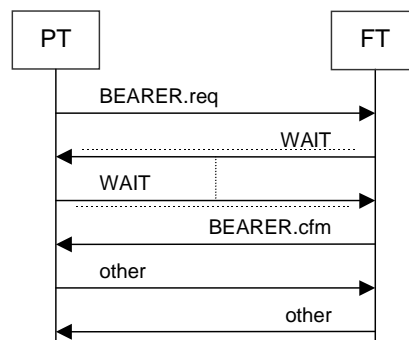 PT
FT
BEARER.req
WAIT
WAIT
BEARER.cfm
other
other